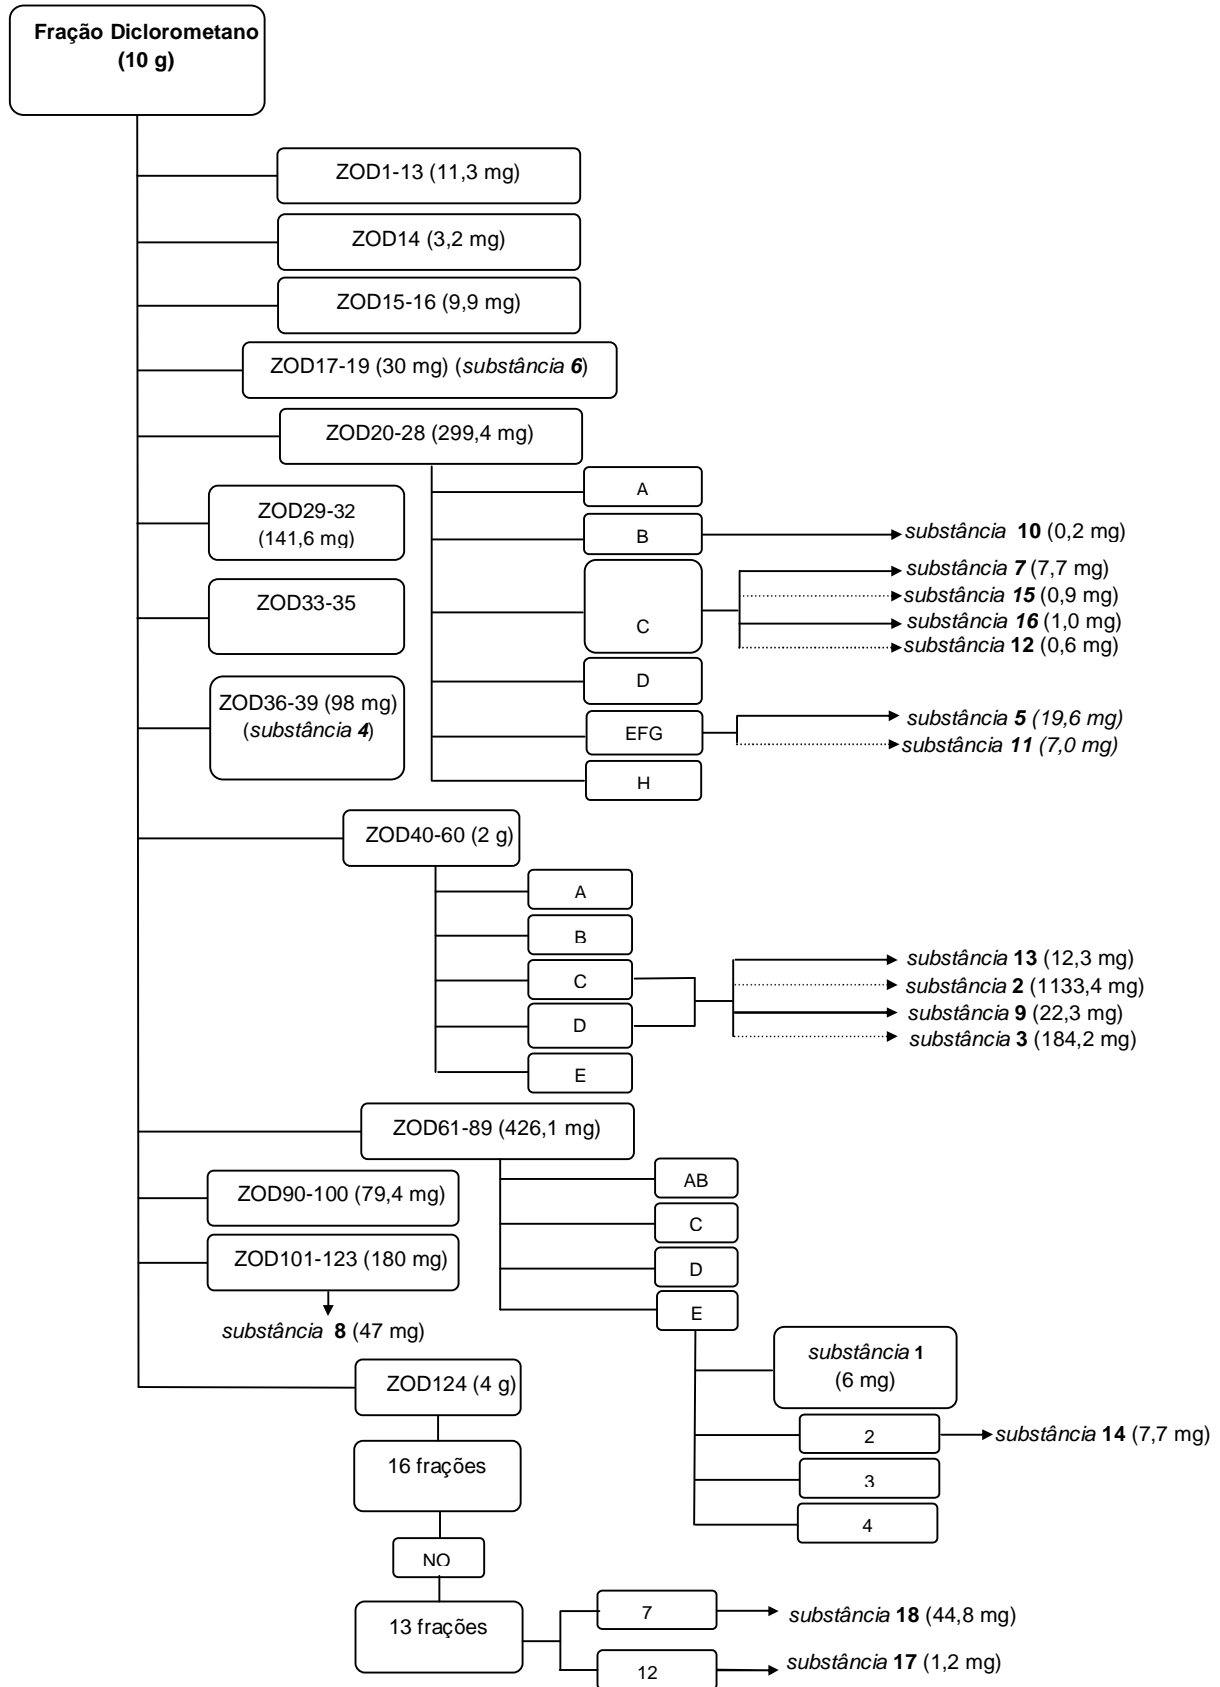 Fração Diclorometano
(10 g)
ZOD1-13 (11,3 mg)
ZOD14 (3,2 mg)
ZOD15-16 (9,9 mg)
ZOD17-19 (30 mg) (substância 6)
ZOD20-28 (299,4 mg)
A
B
substância 10 (0,2 mg)
C
substância 7 (7,7 mg)
substância 15 (0,9 mg)
substância 16 (1,0 mg)
substância 12 (0,6 mg)
D
EFG
substância 5 (19,6 mg)
substância 11 (7,0 mg)
H
ZOD29-32
(141,6 mg)
ZOD33-35
ZOD36-39 (98 mg)
(substância 4)
ZOD40-60 (2 g)
A
B
C
D
E
substância 13 (12,3 mg)
substância 2 (1133,4 mg)
substância 9 (22,3 mg)
substância 3 (184,2 mg)
ZOD61-89 (426,1 mg)
AB
C
D
E
substância 1
(6 mg)
2
substância 14 (7,7 mg)
3
4
ZOD90-100 (79,4 mg)
ZOD101-123 (180 mg)
substância 8 (47 mg)
ZOD124 (4 g)
16 frações
NO
13 frações
7
substância 18 (44,8 mg)
12
substância 17 (1,2 mg)